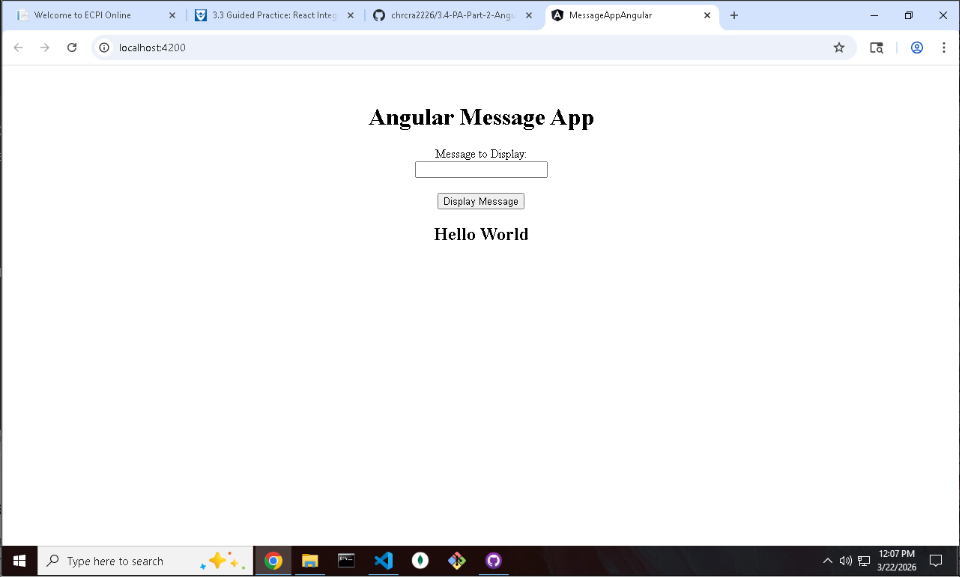 Welcome to ECPI Online
3.3 Guided Practice: React Integ
chrcra2226/3.4-PA-Part-2-Angu
MessageAppAngular
localhost:4200
Angular Message App
Message to Display:
Display Message
Hello World
Type here to search
12:07 PM
3/22/2026